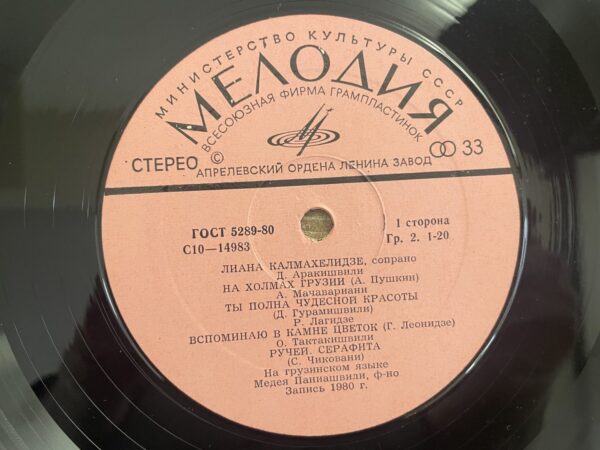 МИНИСТЕРСТВО КУЛЬТУРЫ СССР
МЕЛОДИЯ
ВСЕСОЮЗНАЯ ФИРМА ГРАМПЛАСТИНОК
СТЕРЕО ©
33
АПРЕЛЕВСКИЙ ОРДЕНА ЛЕНИНА ЗАВОД
ГОСТ 5289-80
С10—14983
1 сторона
Гр. 2. 1-20
ЛИАНА КАЛМАХЕЛИДЗЕ, сопрано
Д. Аракишвили
НА ХОЛМАХ ГРУЗИИ (А. Пушкин)
А. Мачавариани
ТЫ ПОЛНА ЧУДЕСНОЙ КРАСОТЫ
(Д. Гурамишвили)
Р. Лагидзе
ВСПОМИНАЮ В КАМНЕ ЦВЕТОК (Г. Леонидзе)
О. Тактакишвили
РУЧЕЙ. СЕРАФИТА
(С. Чиковани)
На грузинском языке
Медея Паниашвили, ф-но
Запись 1980 г.